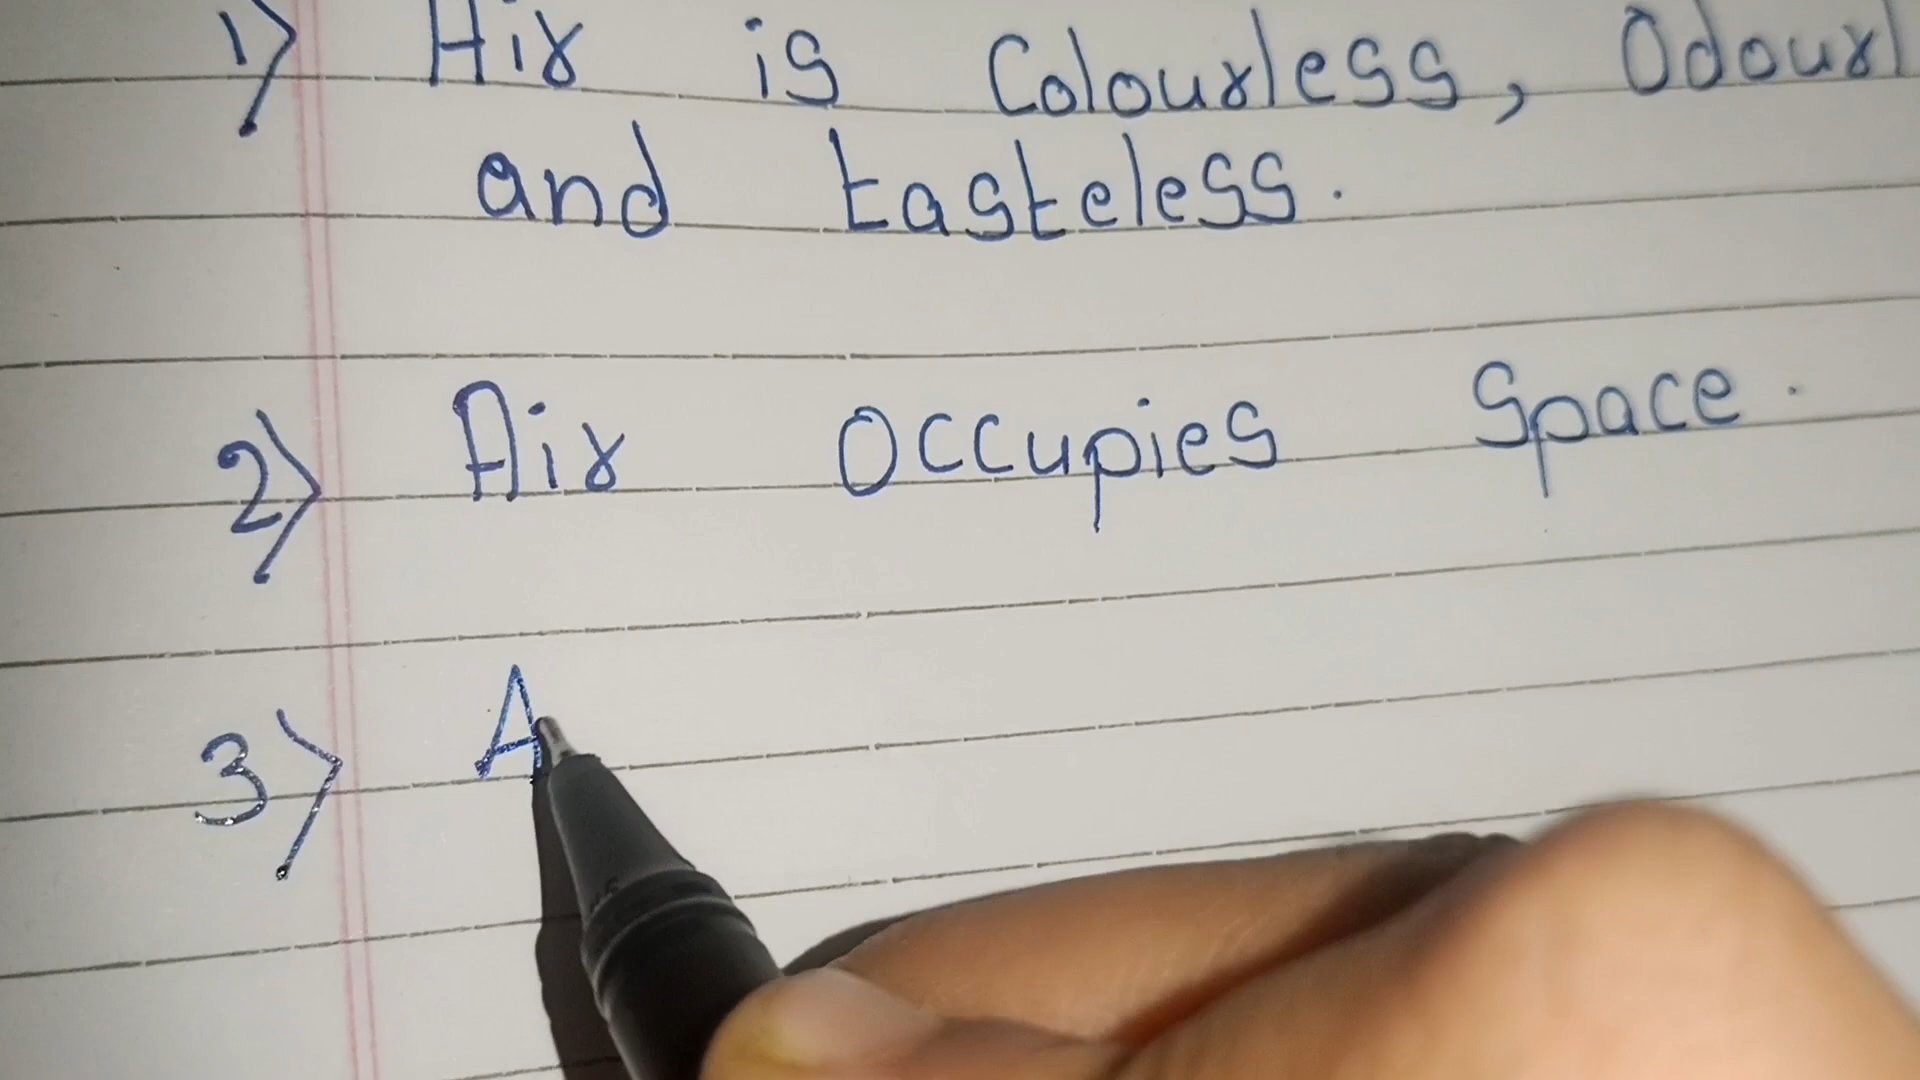 1) Air is Colourless, Odourl
and tasteless.
2) Air Occupies Space.
3) A